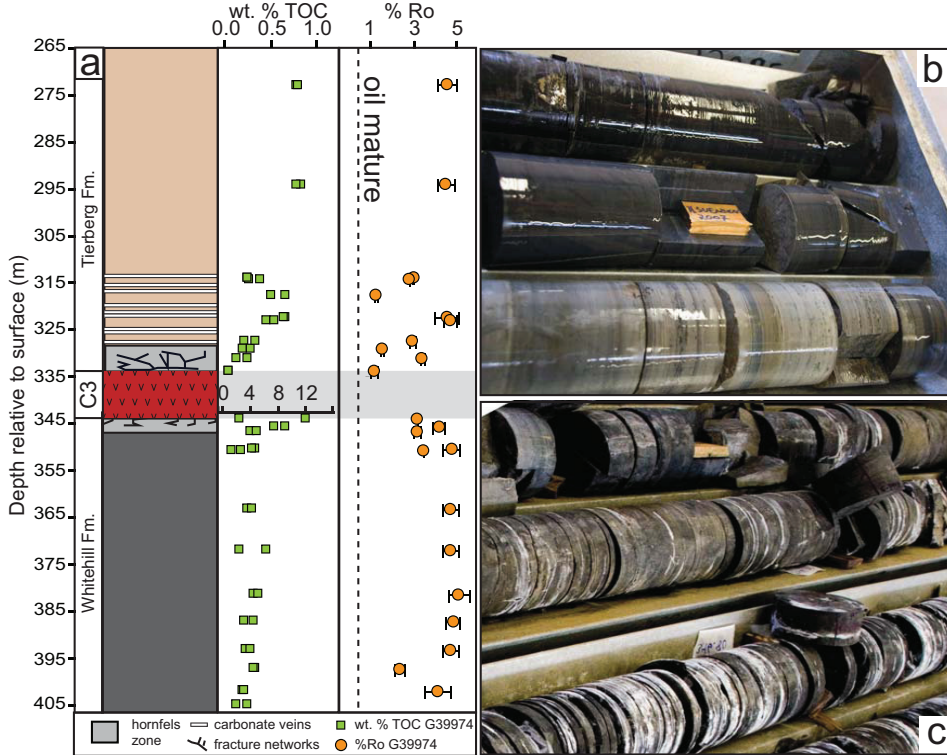 wt. % TOC
% Ro
0.0 0.5 1.0
1 3 5
265
a
b
275
285
295
305
315
325
335
345
355
365
375
385
395
405
Depth relative to surface (m)
Tierberg Fm.
C3
Whitehill Fm.
oil mature
0 4 8 12
2007
c
hornfels
zone
carbonate veins
fracture networks
wt. % TOC G39974
%Ro G39974